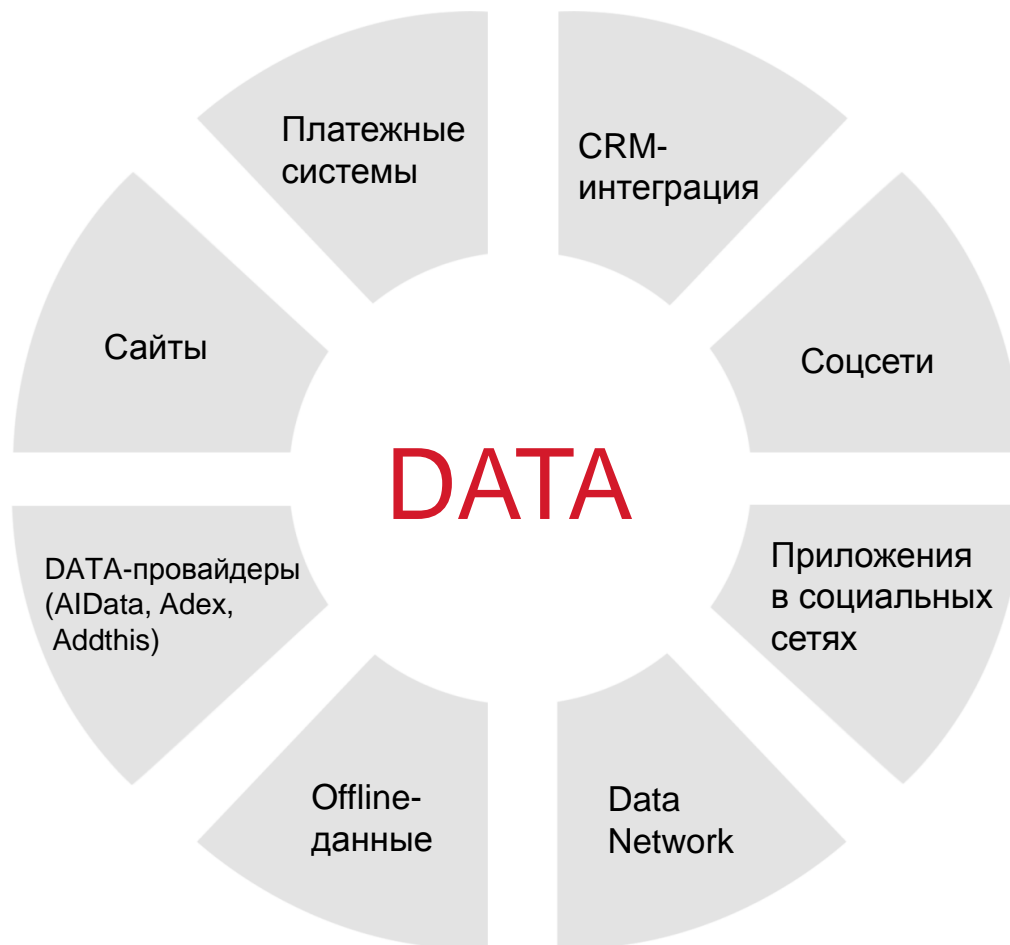 Платежные
системы
CRM-
интеграция
Сайты
Соцсети
DATA
DATA-провайдеры
(AIData, Adex,
Addthis)
Приложения
в социальных
сетях
Offline-
данные
Data
Network